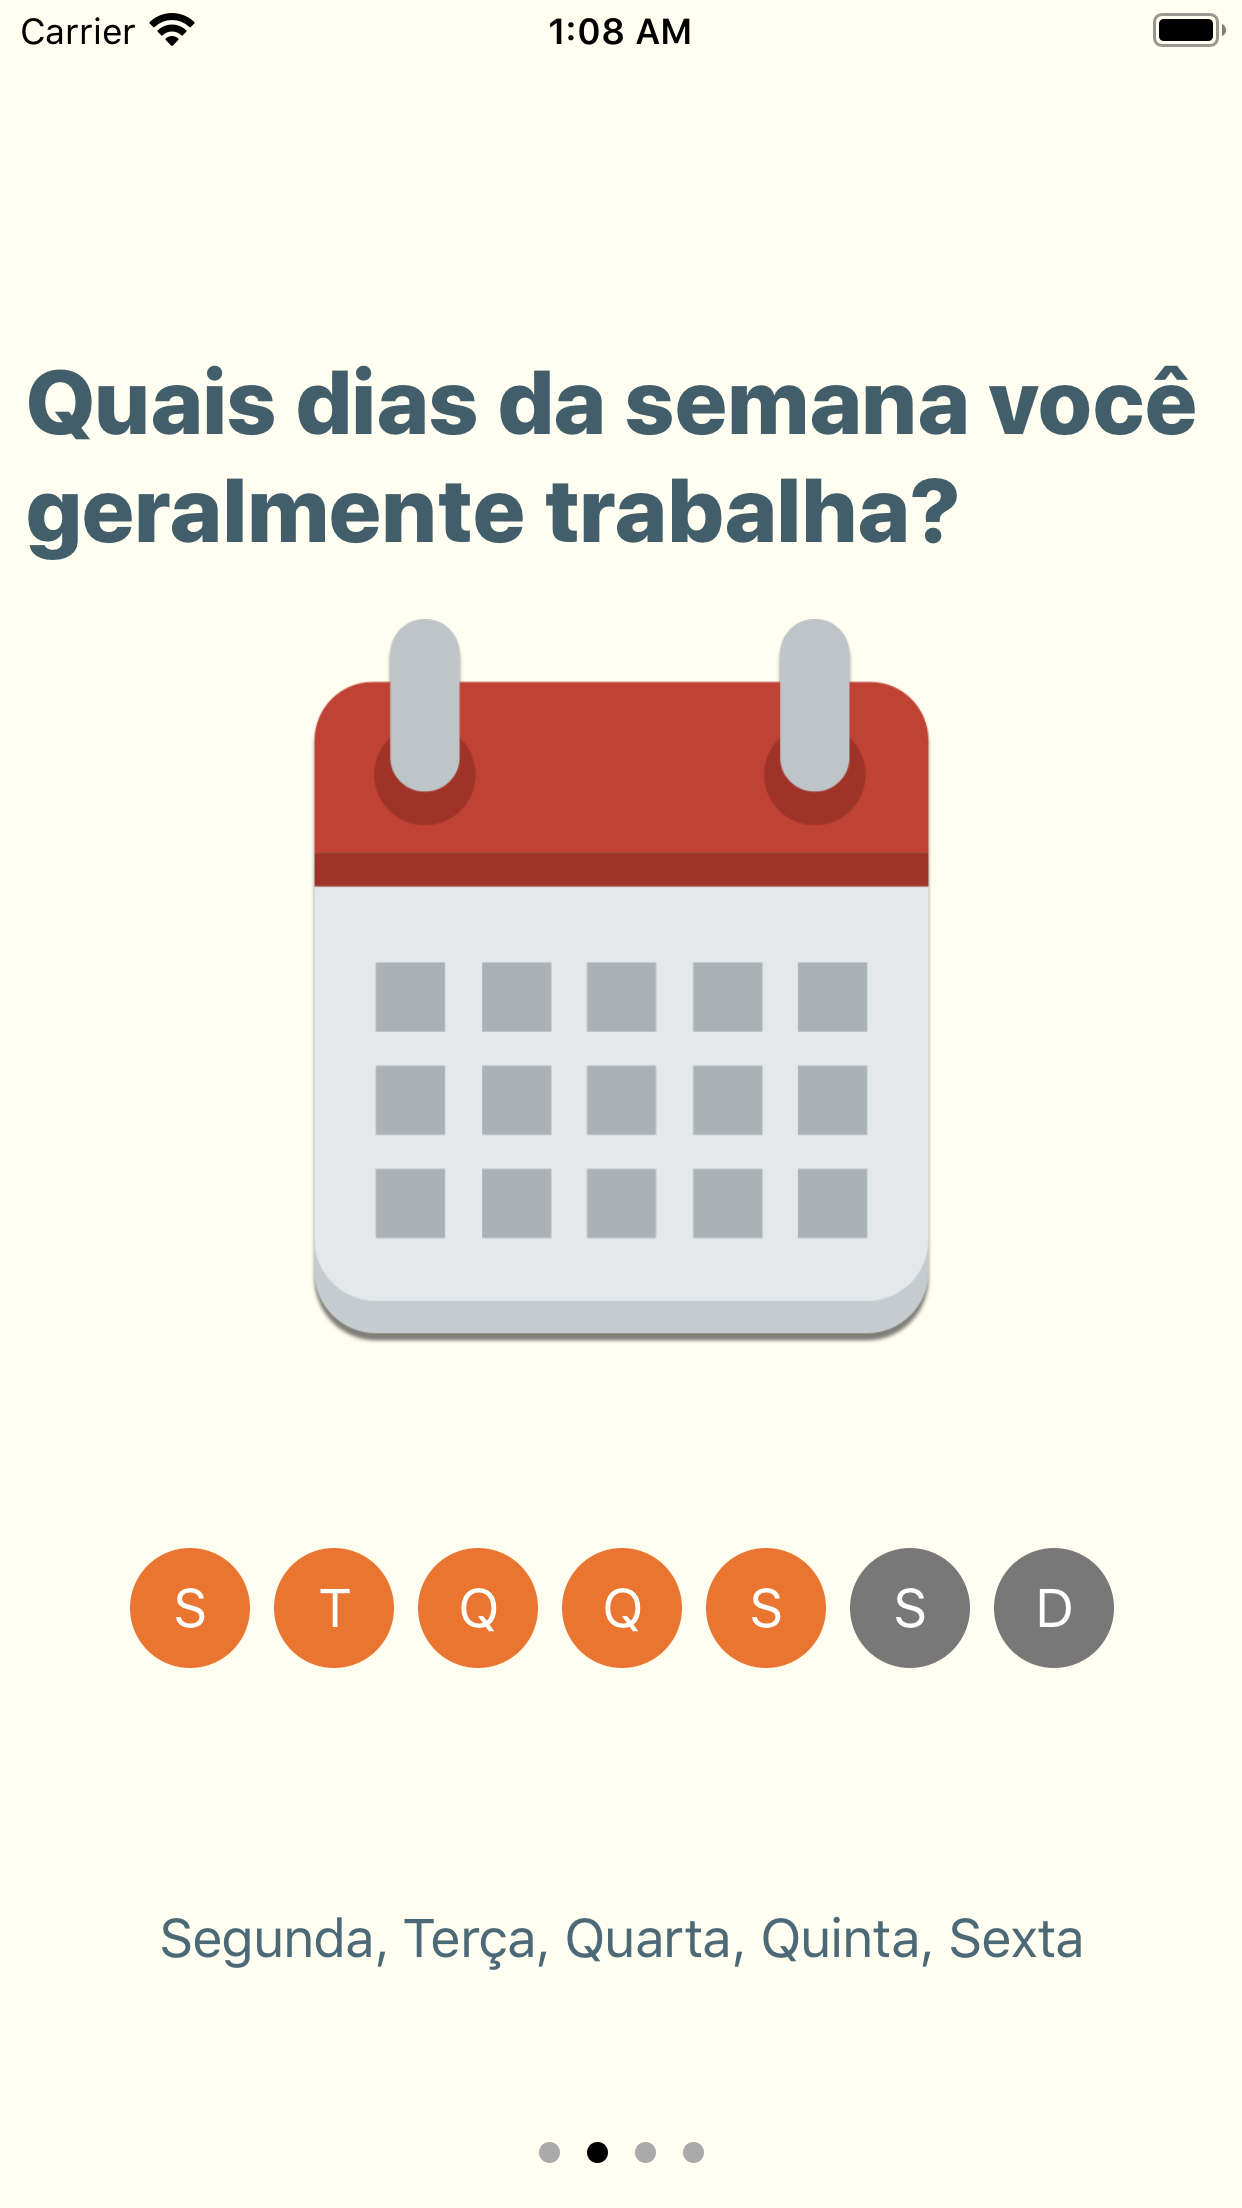 Carrier 1:08 AM
Quais dias da semana você
geralmente trabalha?
S T Q Q S S D
Segunda, Terça, Quarta, Quinta, Sexta